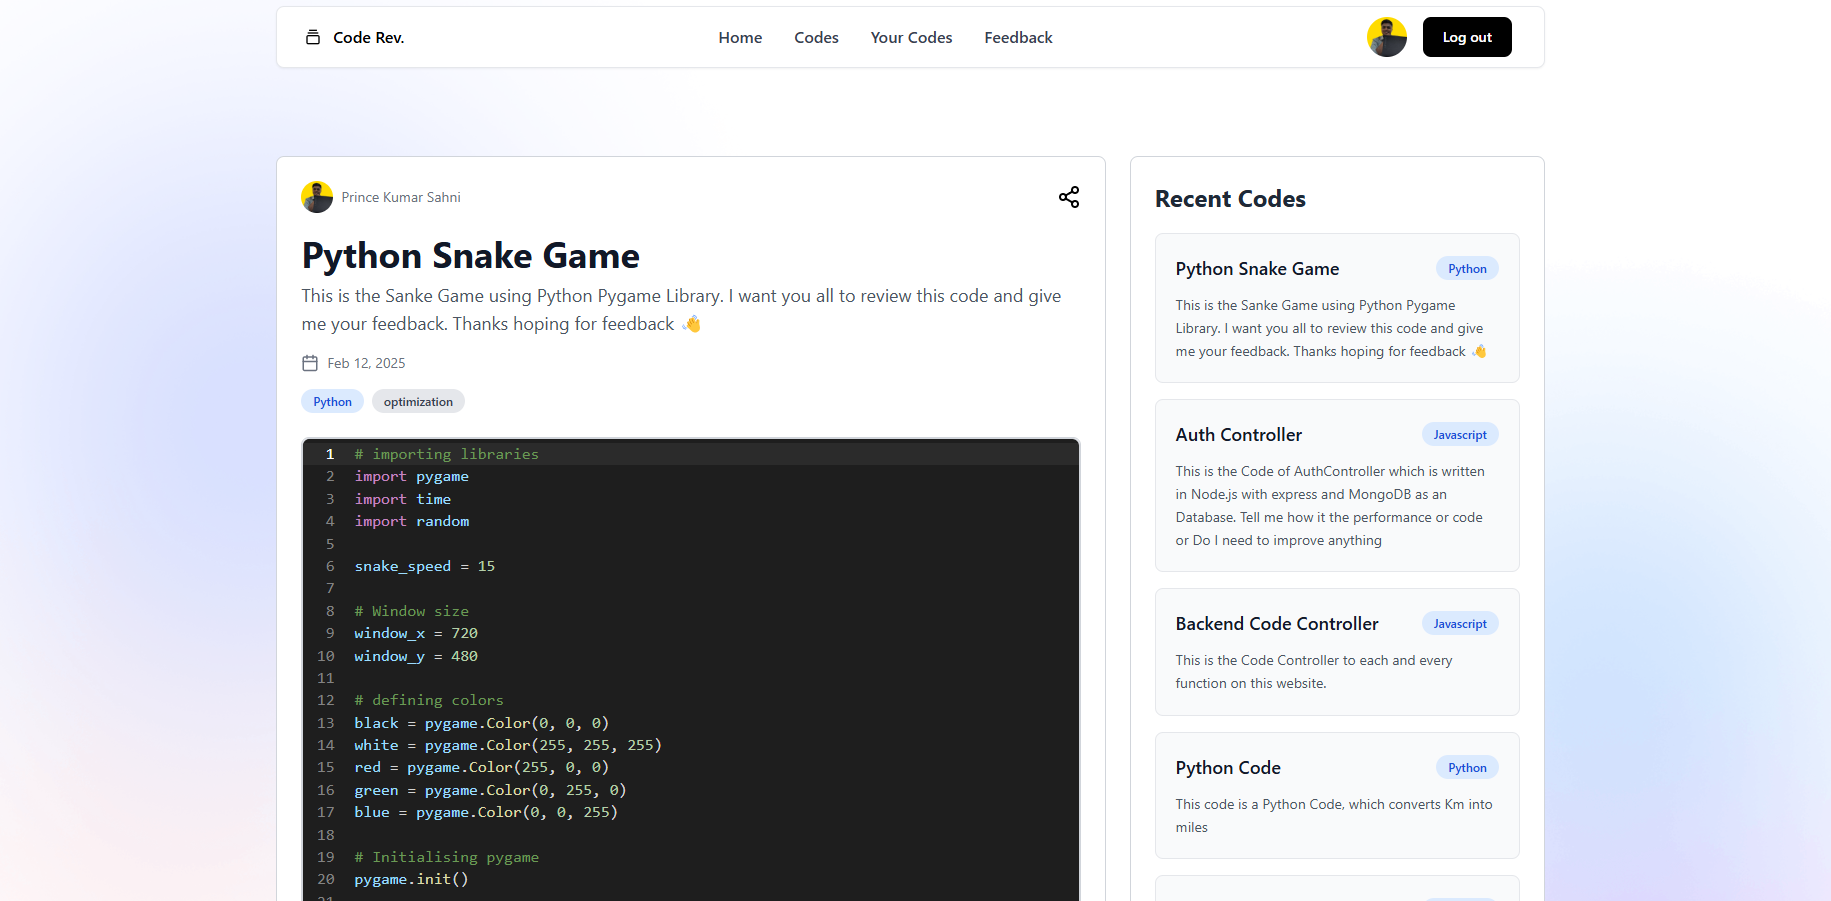 Code Rev.
Home
Codes
Your Codes
Feedback
Log out
Prince Kumar Sahni
Python Snake Game
This is the Sanke Game using Python Pygame Library. I want you all to review this code and give
me your feedback. Thanks hoping for feedback 👋
Feb 12, 2025
Python
optimization
1 # importing libraries
2 import pygame
3 import time
4 import random
5
6 snake_speed = 15
7
8 # Window size
9 window_x = 720
10 window_y = 480
11
12 # defining colors
13 black = pygame.Color(0, 0, 0)
14 white = pygame.Color(255, 255, 255)
15 red = pygame.Color(255, 0, 0)
16 green = pygame.Color(0, 255, 0)
17 blue = pygame.Color(0, 0, 255)
18
19 # Initialising pygame
20 pygame.init()
21
Recent Codes
Python Snake Game
Python
This is the Sanke Game using Python Pygame
Library. I want you all to review this code and give
me your feedback. Thanks hoping for feedback 👋
Auth Controller
Javascript
This is the Code of AuthController which is written
in Node.js with express and MongoDB as an
Database. Tell me how it the performance or code
or Do I need to improve anything
Backend Code Controller
Javascript
This is the Code Controller to each and every
function on this website.
Python Code
Python
This code is a Python Code, which converts Km into
miles